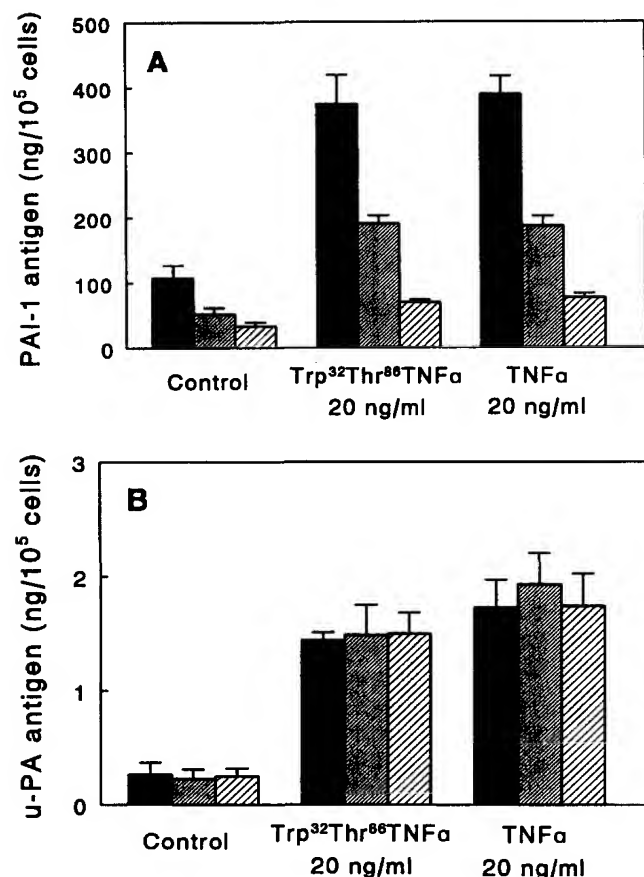 A
PAI-1 antigen (ng/10⁵ cells)
500
400
300
200
100
0
Control
Trp³²Thr⁸⁶TNFα
20 ng/ml
TNFα
20 ng/ml
B
u-PA antigen (ng/10⁵ cells)
3
2
1
0
Control
Trp³²Thr⁸⁶TNFα
20 ng/ml
TNFα
20 ng/ml